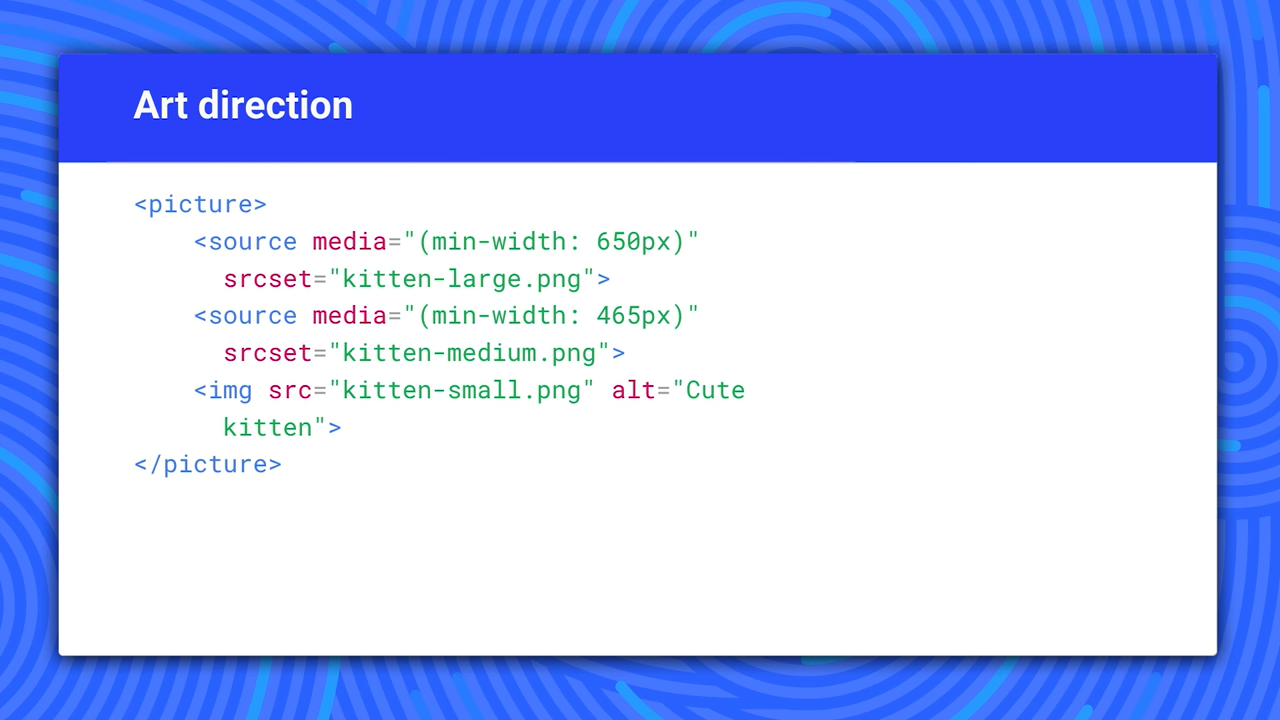 Art direction
<picture>
    <source media="(min-width: 650px)"
      srcset="kitten-large.png">
    <source media="(min-width: 465px)"
      srcset="kitten-medium.png">
    <img src="kitten-small.png" alt="Cute
      kitten">
</picture>